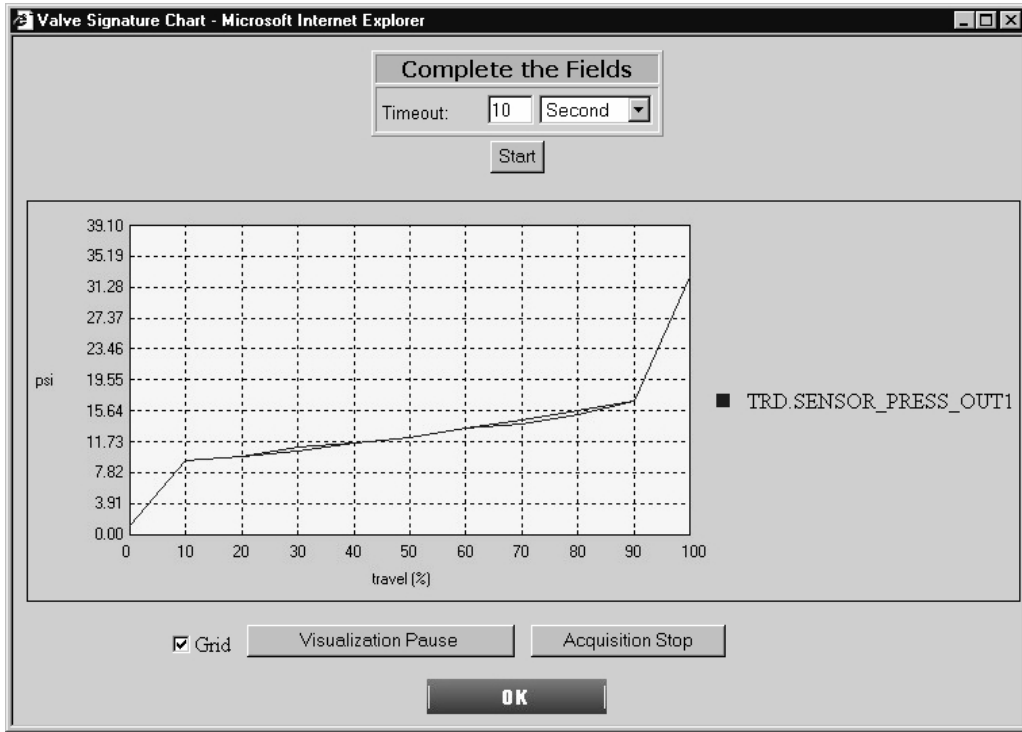 Valve Signature Chart - Microsoft Internet Explorer
Complete the Fields
Timeout: 10 Second
Start
39.10
35.19
31.28
27.37
23.46
19.55
15.64
11.73
7.82
3.91
0.00
psi
0 10 20 30 40 50 60 70 80 90 100
travel (%)
TRD.SENSOR_PRESS_OUT1
Grid Visualization Pause Acquisition Stop
OK